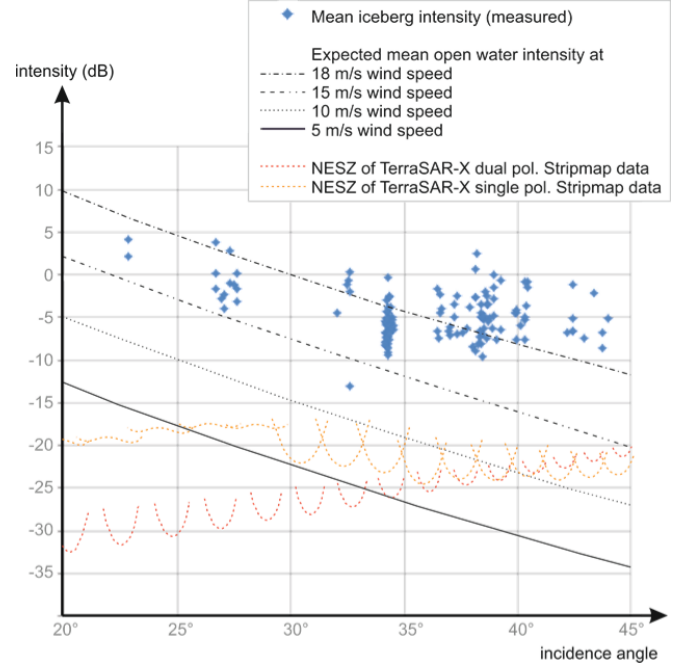 Mean iceberg intensity (measured)
Expected mean open water intensity at
intensity (dB)
18 m/s wind speed
15 m/s wind speed
10 m/s wind speed
5 m/s wind speed
NESZ of TerraSAR-X dual pol. Stripmap data
NESZ of TerraSAR-X single pol. Stripmap data
15
10
5
0
-5
-10
-15
-20
-25
-30
-35
20° 25° 30° 35° 40° 45°
incidence angle